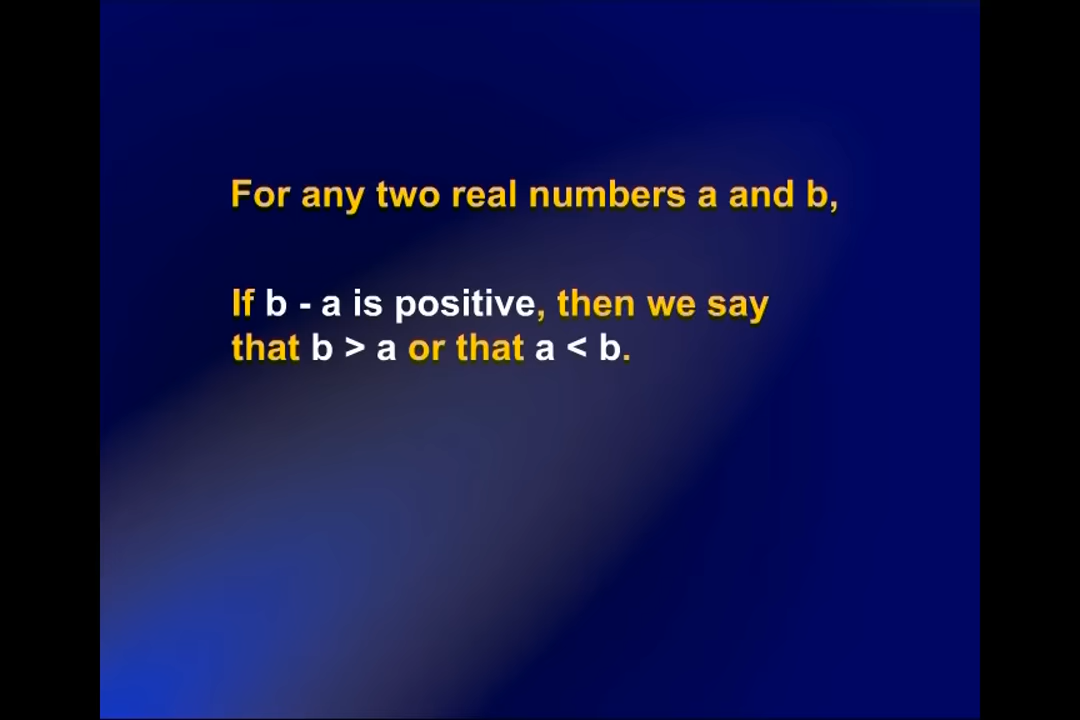 For any two real numbers a and b,
If b - a is positive, then we say
that b > a or that a < b.